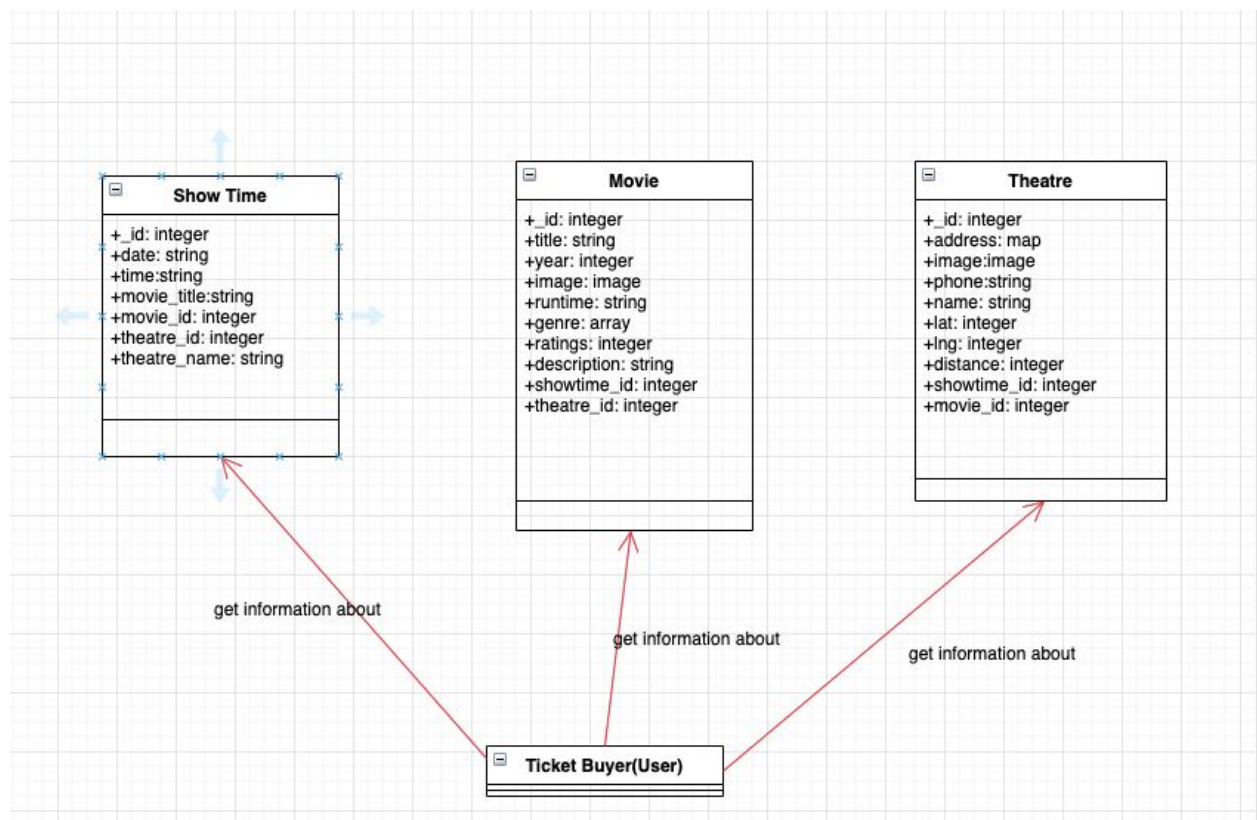 Show Time
+_id: integer
+date: string
+time:string
+movie_title:string
+movie_id: integer
+theatre_id: integer
+theatre_name: string
Movie
+_id: integer
+title: string
+year: integer
+image: image
+runtime: string
+genre: array
+ratings: integer
+description: string
+showtime_id: integer
+theatre_id: integer
Theatre
+_id: integer
+address: map
+image:image
+phone:string
+name: string
+lat: integer
+lng: integer
+distance: integer
+showtime_id: integer
+movie_id: integer
get information about
get information about
get information about
Ticket Buyer(User)